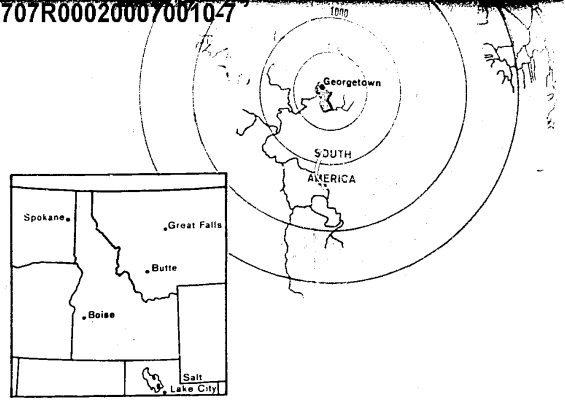 707R000200070010-7
1000
Georgetown
SOUTH
AMERICA
Spokane
Great Falls
Butte
Boise
Salt
Lake City